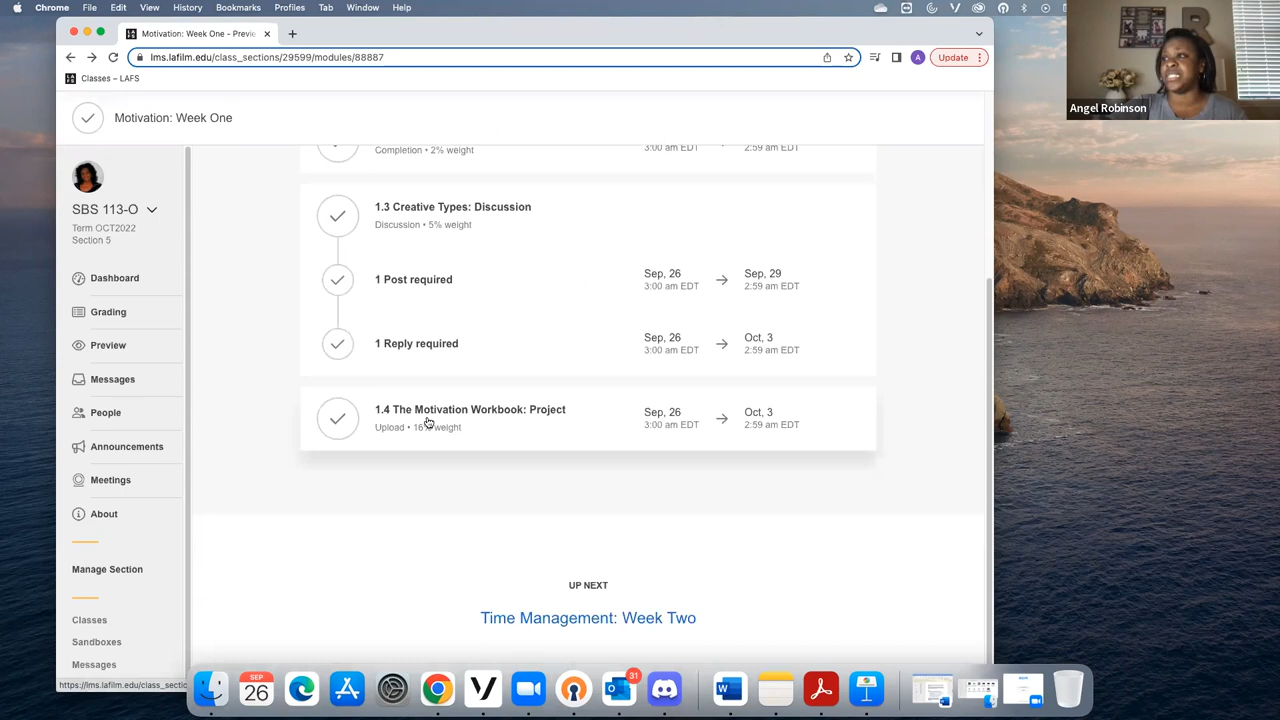 Chrome File Edit View History Bookmarks Profiles Tab Window Help
Motivation: Week One - Previe
lms.lafilm.edu/class_sections/29599/modules/88887
A
Update
Classes – LAFS
Angel Robinson
Motivation: Week One
Completion • 2% weight
3:00 am EDT
2:59 am EDT
SBS 113-O
Term OCT2022
Section 5
1.3 Creative Types: Discussion
Discussion • 5% weight
1 Post required
Sep, 26
3:00 am EDT
Sep, 29
2:59 am EDT
1 Reply required
Sep, 26
3:00 am EDT
Oct, 3
2:59 am EDT
1.4 The Motivation Workbook: Project
Upload • weight
Sep, 26
3:00 am EDT
Oct, 3
2:59 am EDT
Dashboard
Grading
Preview
Messages
People
Announcements
Meetings
About
Manage Section
Classes
Sandboxes
Messages
UP NEXT
Time Management: Week Two
https://lms.lafilm.edu/class_sectio
SEP
26
31